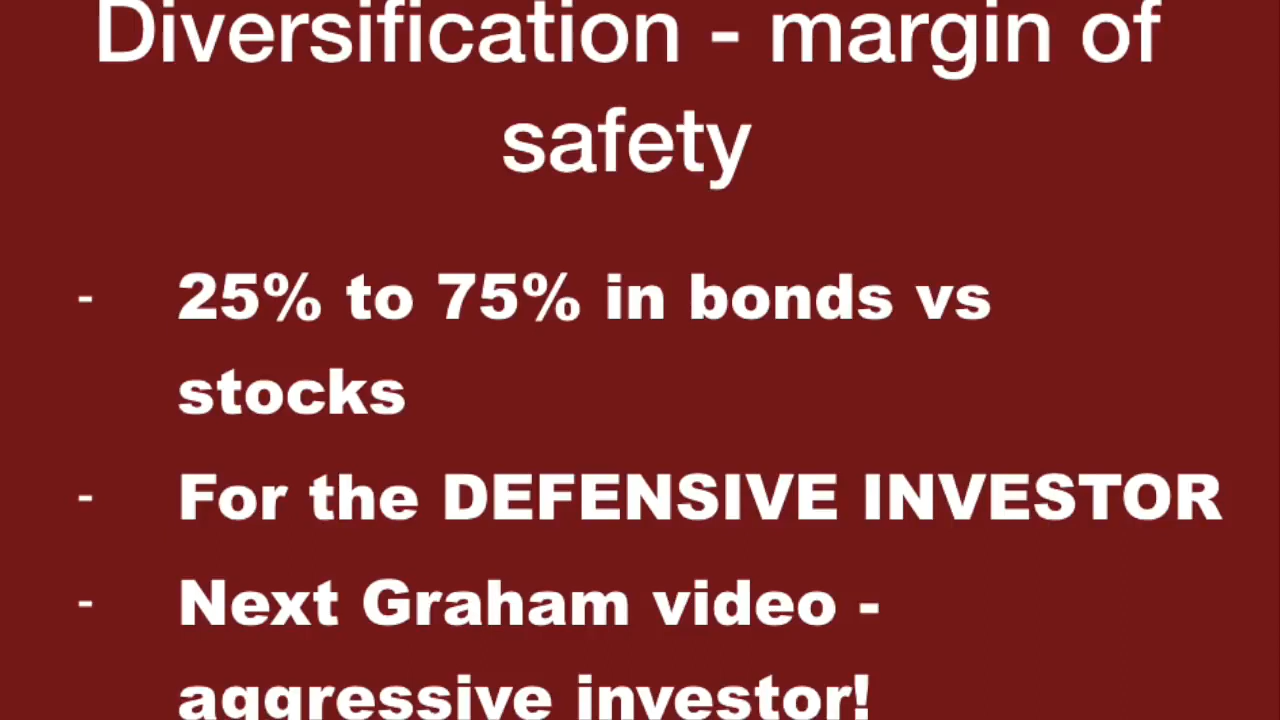 Diversification - margin of
safety
- 25% to 75% in bonds vs
stocks
- For the DEFENSIVE INVESTOR
- Next Graham video -
aggressive investor!